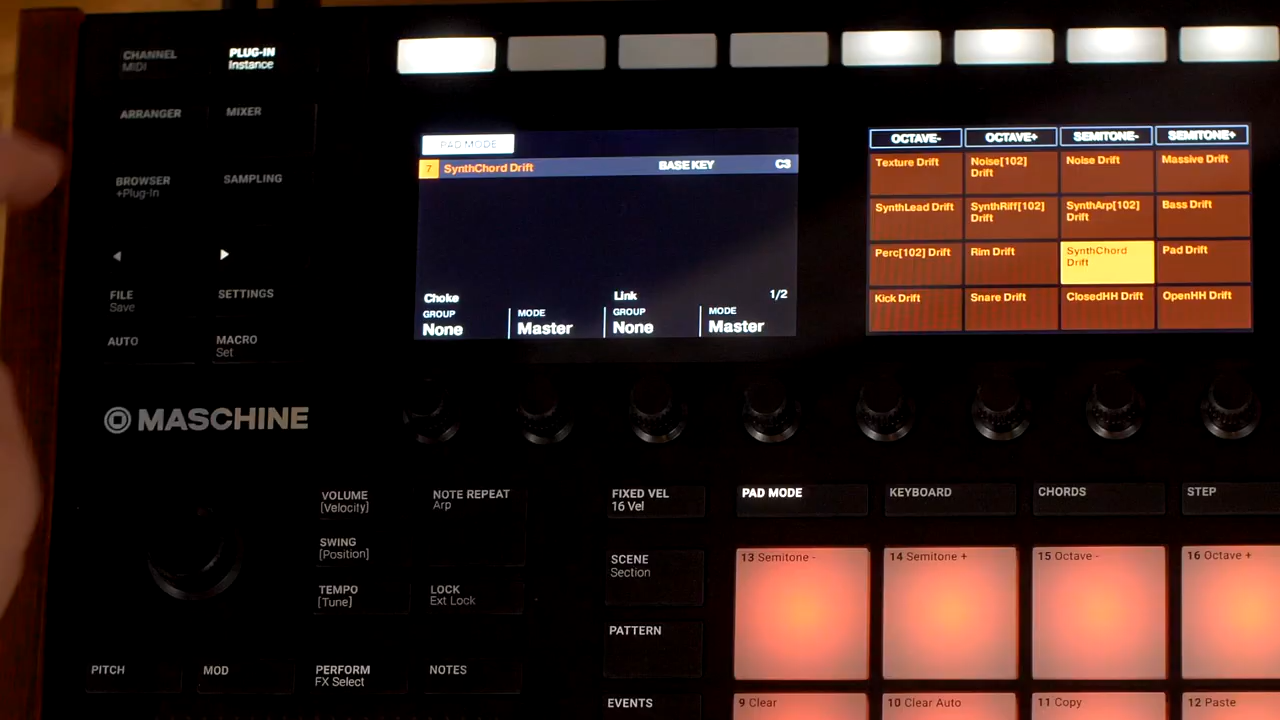 CHANNEL
MIDI
PLUG-IN
Instance
ARRANGER
MIXER
BROWSER
+Plug-In
SAMPLING
FILE
Save
SETTINGS
AUTO
MACRO
Set
MASCHINE
PAD MODE
7 SynthChord Drift BASE KEY C3
Choke
Link
1/2
GROUP MODE GROUP MODE
None Master None Master
OCTAVE- OCTAVE+ SEMITONE- SEMITONE+
Texture Drift
Noise[102]
Drift
Noise Drift
Massive Drift
SynthLead Drift
SynthRiff[102]
Drift
SynthArp[102]
Drift
Bass Drift
Perc[102] Drift
Rim Drift
SynthChord
Drift
Pad Drift
Kick Drift
Snare Drift
ClosedHH Drift
OpenHH Drift
VOLUME
[Velocity]
NOTE REPEAT
Arp
SWING
[Position]
TEMPO
[Tune]
LOCK
Ext Lock
PITCH
MOD
PERFORM
FX Select
NOTES
FIXED VEL
16 Vel
PAD MODE
KEYBOARD
CHORDS
STEP
SCENE
Section
PATTERN
EVENTS
13 Semitone -
14 Semitone +
15 Octave -
16 Octave +
9 Clear
10 Clear Auto
11 Copy
12 Paste